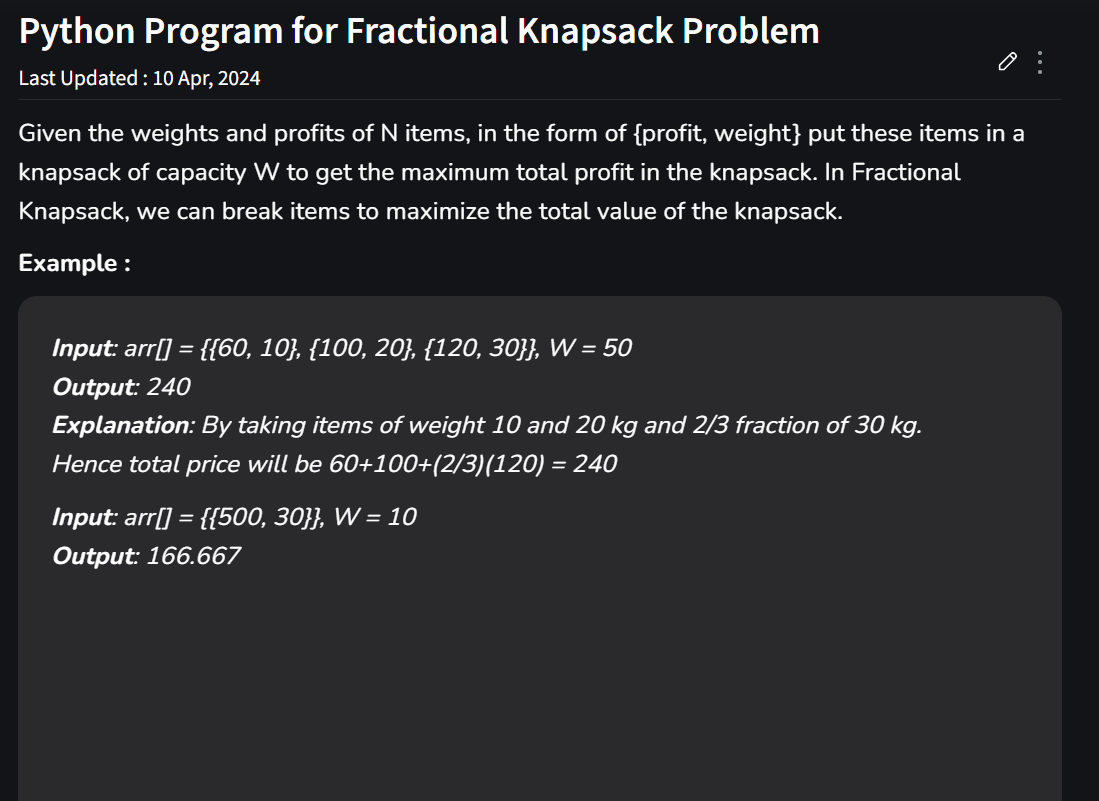 Python Program for Fractional Knapsack Problem
Last Updated : 10 Apr, 2024
Given the weights and profits of N items, in the form of {profit, weight} put these items in a
knapsack of capacity W to get the maximum total profit in the knapsack. In Fractional
Knapsack, we can break items to maximize the total value of the knapsack.
Example :
Input: arr[] = {{60, 10}, {100, 20}, {120, 30}}, W = 50
Output: 240
Explanation: By taking items of weight 10 and 20 kg and 2/3 fraction of 30 kg.
Hence total price will be 60+100+(2/3)(120) = 240
Input: arr[] = {{500, 30}}, W = 10
Output: 166.667